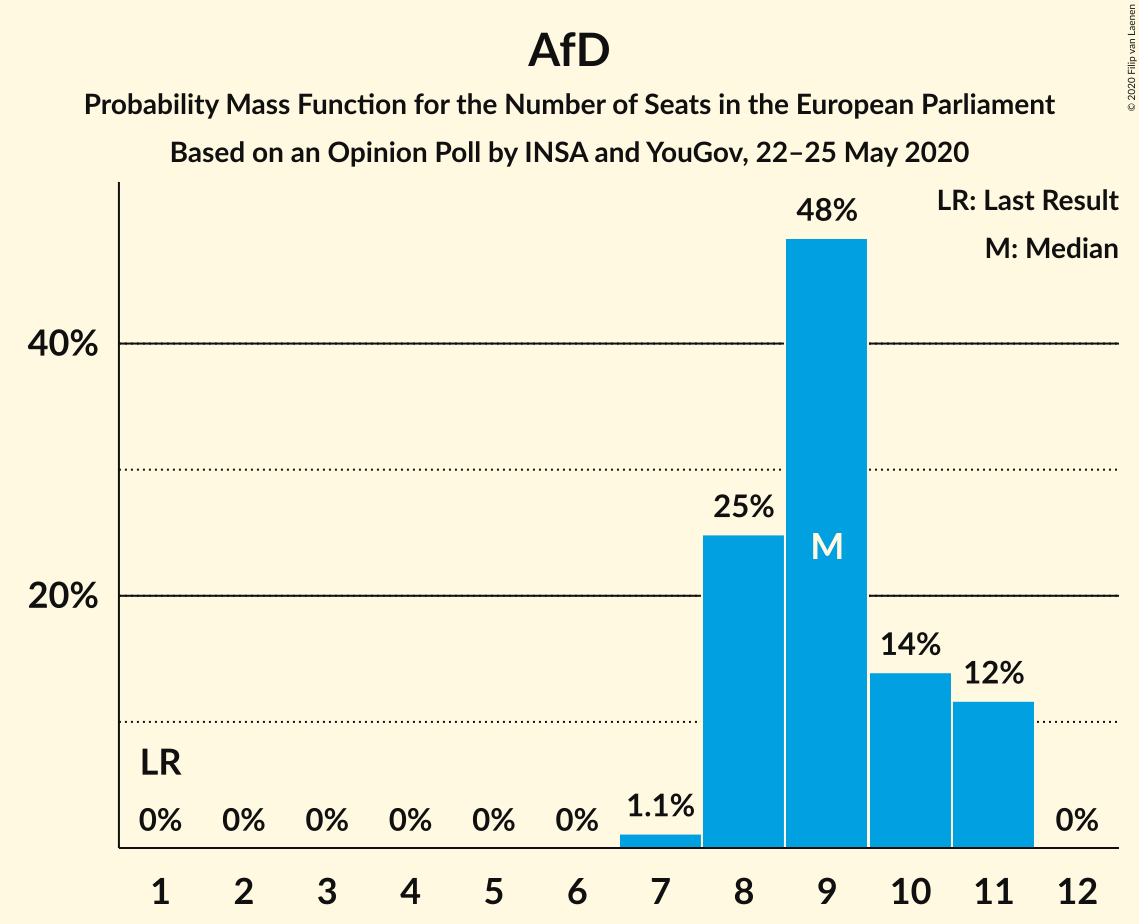 AfD
Probability Mass Function for the Number of Seats in the European Parliament
Based on an Opinion Poll by INSA and YouGov, 22–25 May 2020
© 2020 Filip van Laenen
LR: Last Result
M: Median
48%
40%
25%
M
20%
14%
12%
LR
0% 0% 0% 0% 0% 0% 1.1% 0%
1 2 3 4 5 6 7 8 9 10 11 12